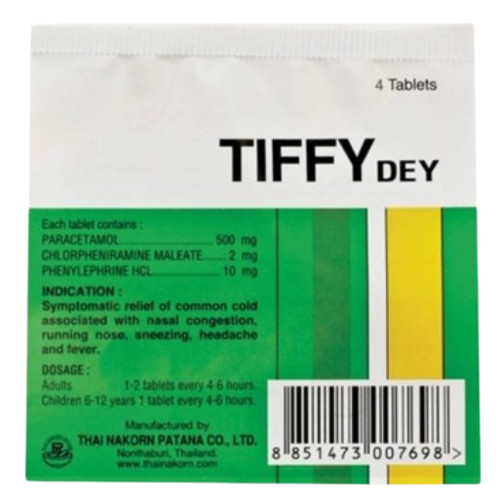 4 Tablets
TIFFY DEY
Each tablet contains :
PARACETAMOL........................ 500 mg
CHLORPHENIRAMINE MALEATE...... 2 mg
PHENYLEPHRINE HCL................. 10 mg
INDICATION :
Symptomatic relief of common cold
associated with nasal congestion,
running nose, sneezing, headache
and fever.
DOSAGE :
Adults 1-2 tablets every 4-6 hours.
Children 6-12 years 1 tablet every 4-6 hours.
Manufactured by
THAI NAKORN PATANA CO., LTD.
Nonthaburi, Thailand.
www.thainakorn.com
8 851473 007698 >